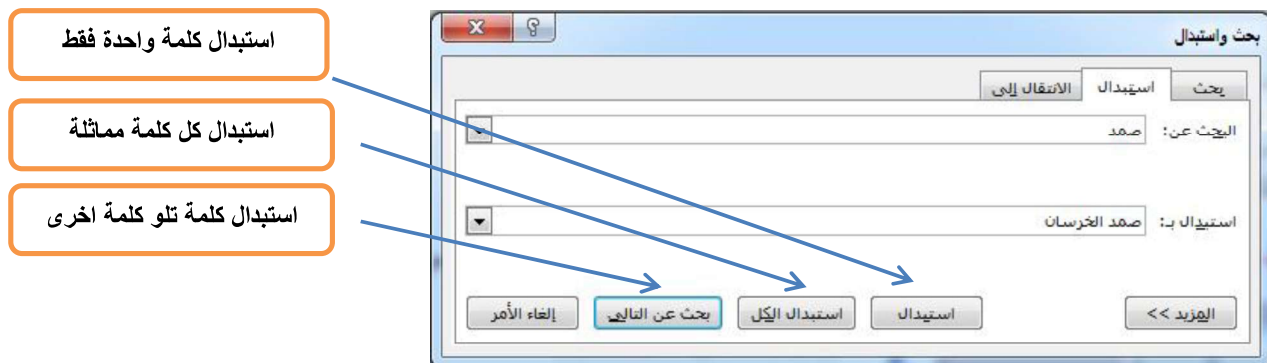 استبدال كلمة واحدة فقط
استبدال كل كلمة مماثلة
استبدال كلمة تلو كلمة اخرى
بحث واستبدال
بحث
استبدال
الانتقال إلى
البحث عن: صمد
استبدال بـ: صمد الخرسان
المزيد >>
استبدال
استبدال الكل
بحث عن التالي
إلغاء الأمر